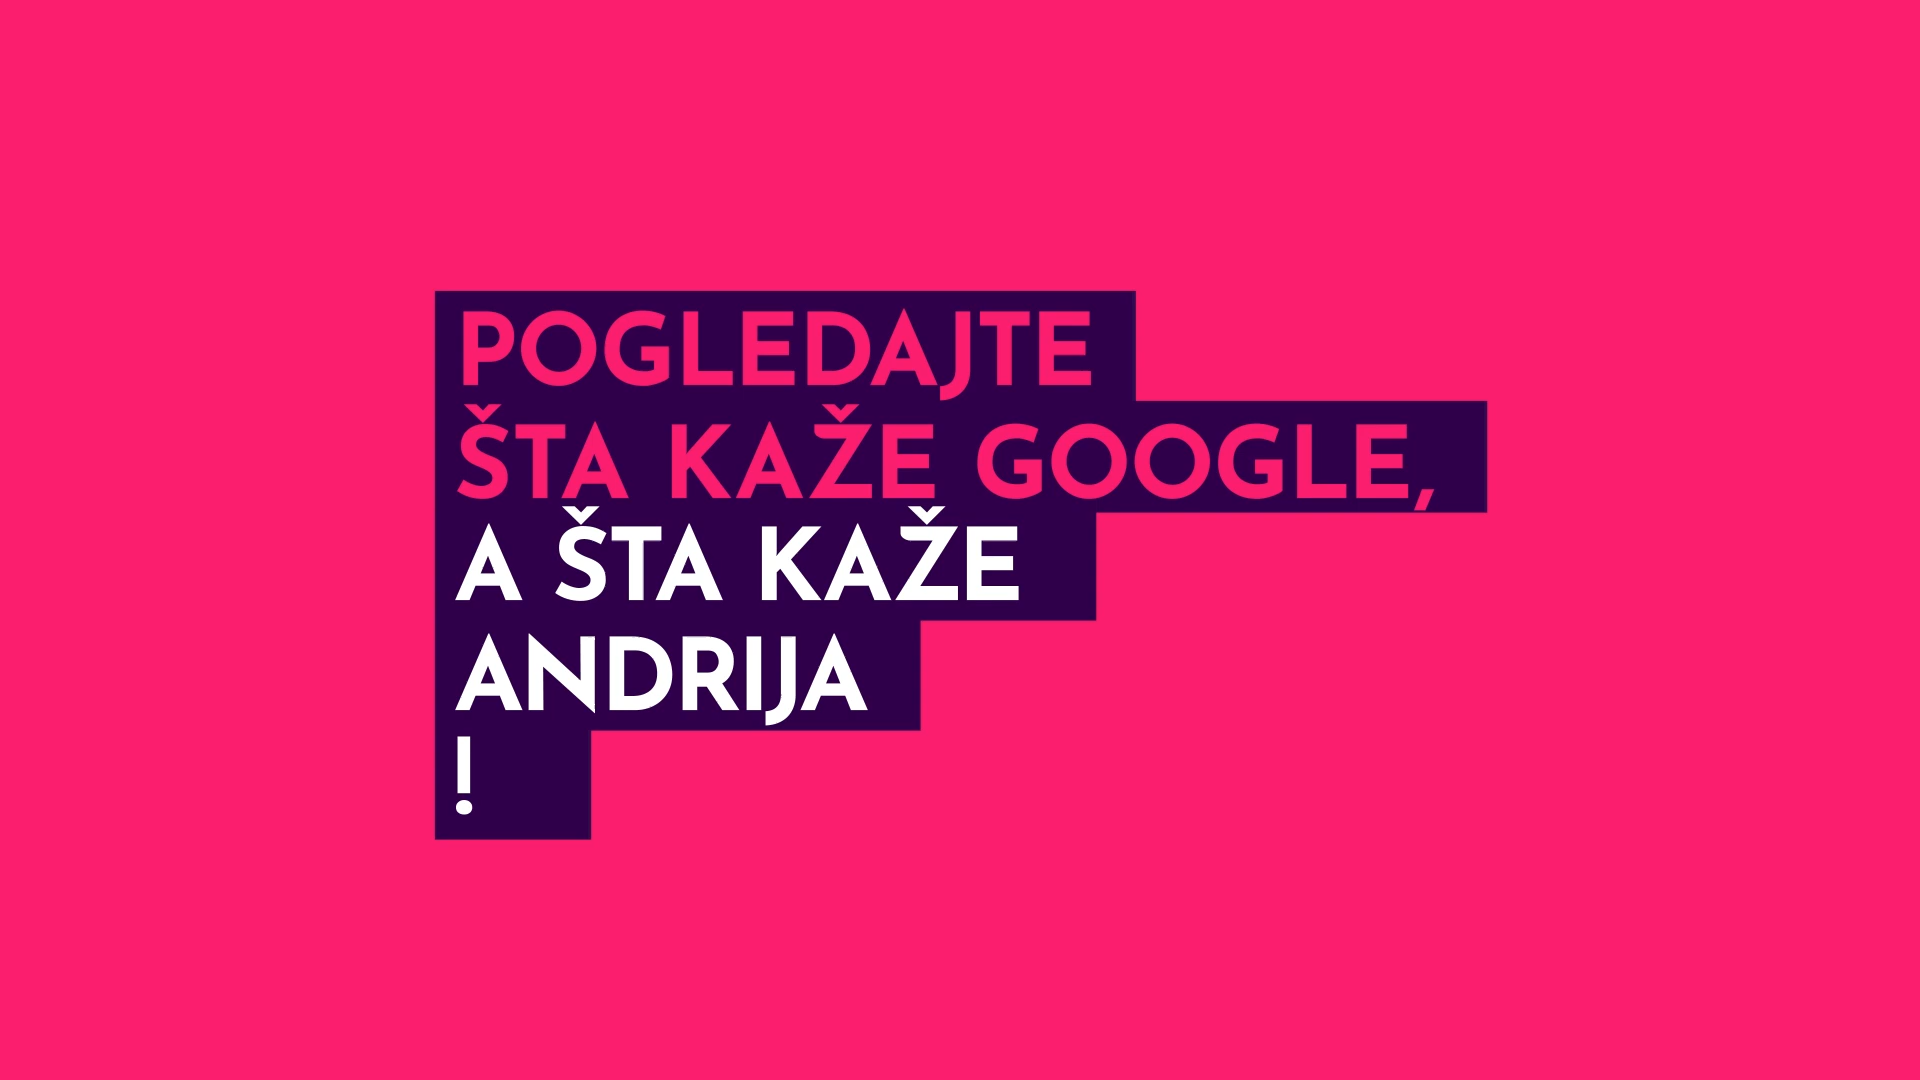 POGLEDAJTE
ŠTA KAŽE GOOGLE,
A ŠTA KAŽE
ANDRIJA
!